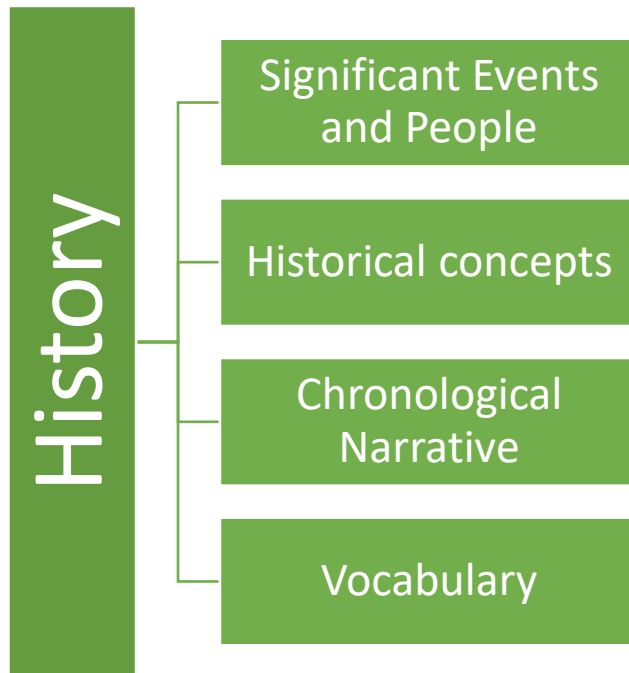 History
Significant Events
and People
Historical concepts
Chronological
Narrative
Vocabulary